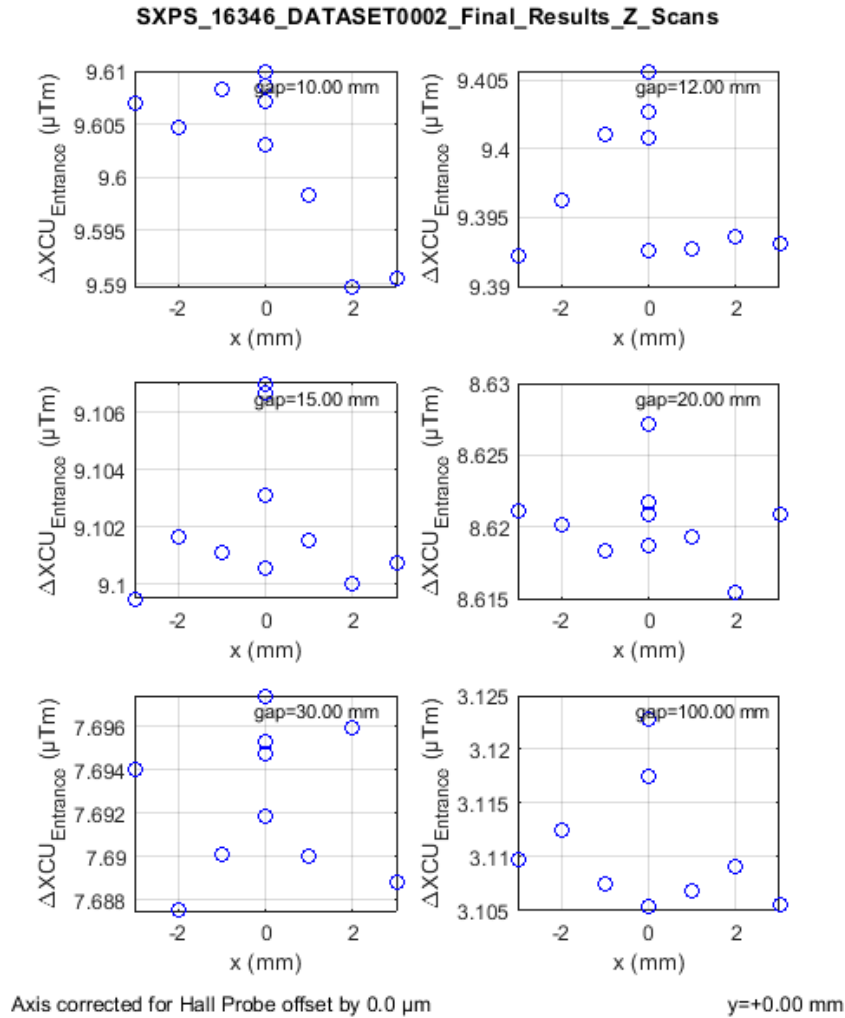 SXPS_16346_DATASET0002_Final_Results_Z_Scans
9.61
9.605
9.6
9.595
9.59
-2 0 2
x (mm)
ΔXCU_Entrance (µTm)
gap=10.00 mm
9.405
9.4
9.395
9.39
-2 0 2
x (mm)
ΔXCU_Entrance (µTm)
gap=12.00 mm
9.106
9.104
9.102
9.1
-2 0 2
x (mm)
ΔXCU_Entrance (µTm)
gap=15.00 mm
8.63
8.625
8.62
8.615
-2 0 2
x (mm)
ΔXCU_Entrance (µTm)
gap=20.00 mm
7.696
7.694
7.692
7.69
7.688
-2 0 2
x (mm)
ΔXCU_Entrance (µTm)
gap=30.00 mm
3.125
3.12
3.115
3.11
3.105
-2 0 2
x (mm)
ΔXCU_Entrance (µTm)
gap=100.00 mm
Axis corrected for Hall Probe offset by 0.0 µm
y=+0.00 mm